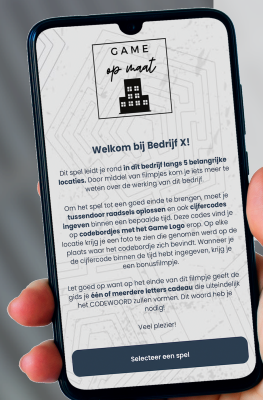 GAME
op maat
Welkom bij Bedrijf X!
Dit spel leidt je rond in dit bedrijf langs 5 belangrijke
locaties. Door middel van filmpjes kom je iets meer te
weten over de werking van dit bedrijf.
Om het spel tot een goed einde te brengen, moet je
tussendoor raadsels oplossen en ook cijfercodes
ingeven binnen een bepaalde tijd. Deze codes vind je
op codebordjes met het Game Logo erop. Op elke
locatie krijg je een foto te zien die genomen werd op de
plaats waar het codebordje zich bevindt. Wanneer je
de cijfercode binnen de tijd hebt ingegeven, krijg je
een bonusfilmpje.
Let goed op want op het einde van dit filmpje geeft de
gids je één of meerdere letters cadeau die uiteindelijk
het CODEWOORD zullen vormen. Dit woord heb je
nodig!
Veel plezier!
Selecteer een spel